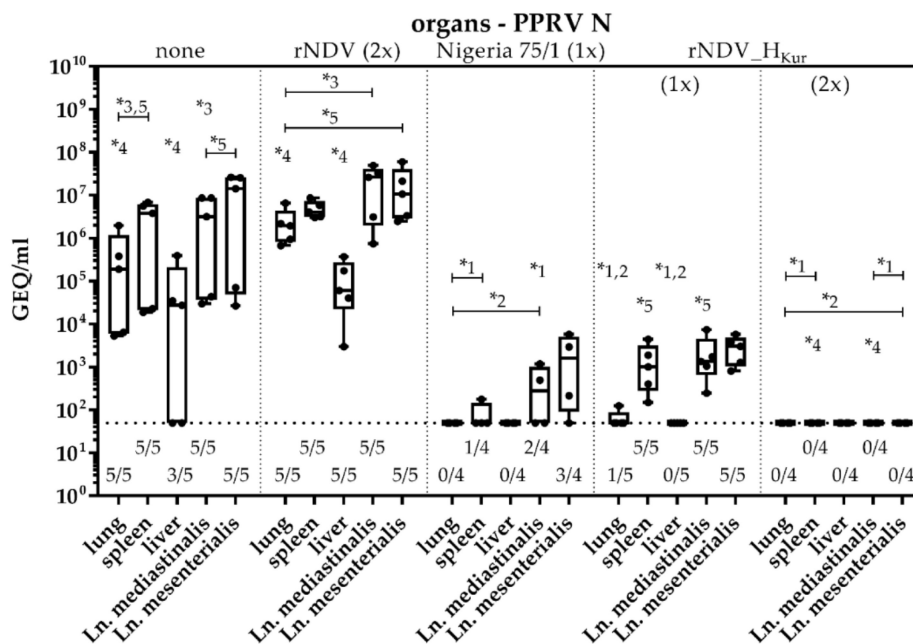 organs - PPRV N
none rNDV (2x) Nigeria 75/1 (1x) rNDV_H_Kur
(1x) (2x)
GEQ/ml
10^10
10^9
10^8
10^7
10^6
10^5
10^4
10^3
10^2
10^1
10^0
*3,5 *3 *3
*5 *5
*4 *4 *4 *4
*1 *1 *1,2 *1,2 *1 *1
*2 *5 *5 *2
*4 *4
5/5 5/5 5/5 5/5 1/4 2/4 5/5 5/5 0/4 0/4
5/5 3/5 5/5 5/5 5/5 5/5 0/4 0/4 3/4 1/5 0/5 5/5 0/4 0/4 0/4
lung
spleen
liver
Ln. mediastinalis
Ln. mesenterialis
lung
spleen
liver
Ln. mediastinalis
Ln. mesenterialis
lung
spleen
liver
Ln. mediastinalis
Ln. mesenterialis
lung
spleen
liver
Ln. mediastinalis
Ln. mesenterialis
lung
spleen
liver
Ln. mediastinalis
Ln. mesenterialis